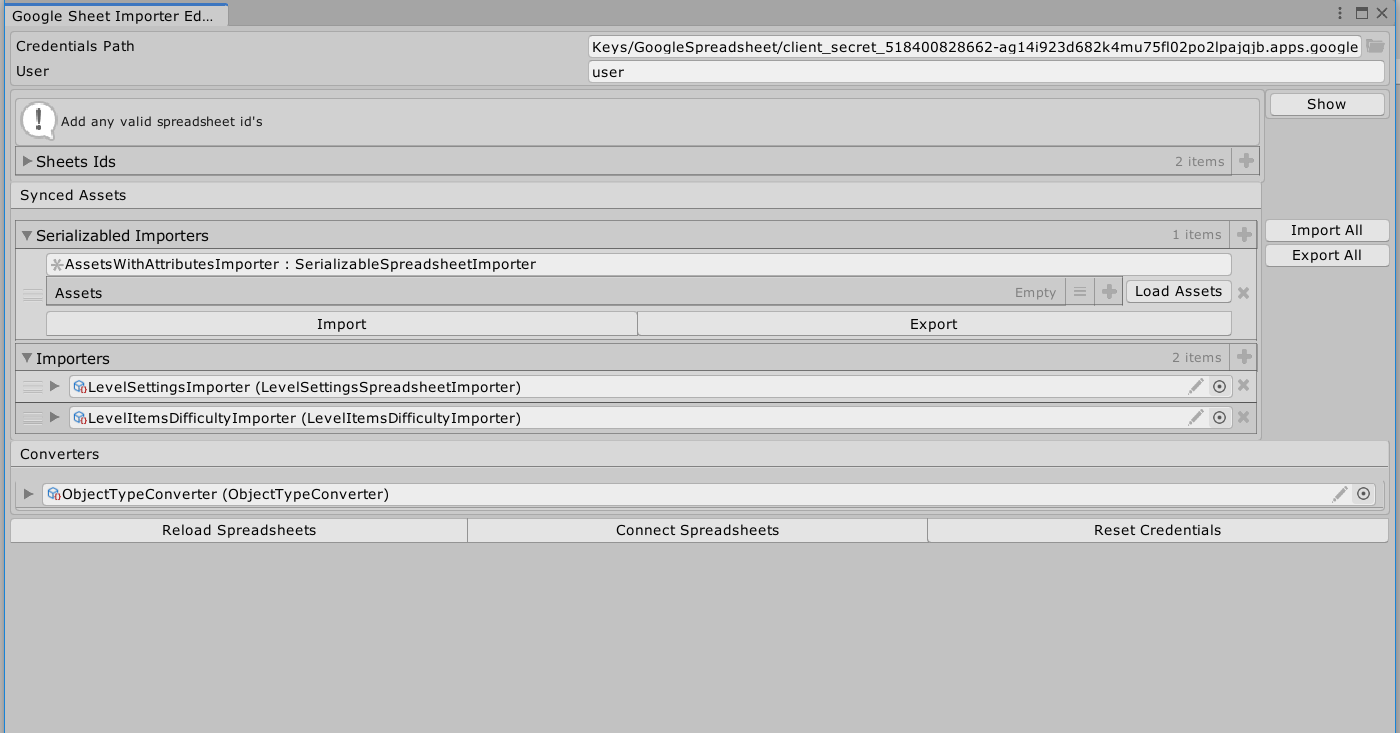 Google Sheet Importer Ed...
Credentials Path
Keys/GoogleSpreadsheet/client_secret_518400828662-ag14i923d682k4mu75fl02po2lpajqjb.apps.google
User
user
Add any valid spreadsheet id's
Show
Sheets Ids
2 items
Synced Assets
Serializabled Importers
1 items
Import All
Export All
AssetsWithAttributesImporter : SerializableSpreadsheetImporter
Assets
Empty
Load Assets
Import
Export
Importers
2 items
LevelSettingsImporter (LevelSettingsSpreadsheetImporter)
LevelItemsDifficultyImporter (LevelItemsDifficultyImporter)
Converters
ObjectTypeConverter (ObjectTypeConverter)
Reload Spreadsheets
Connect Spreadsheets
Reset Credentials